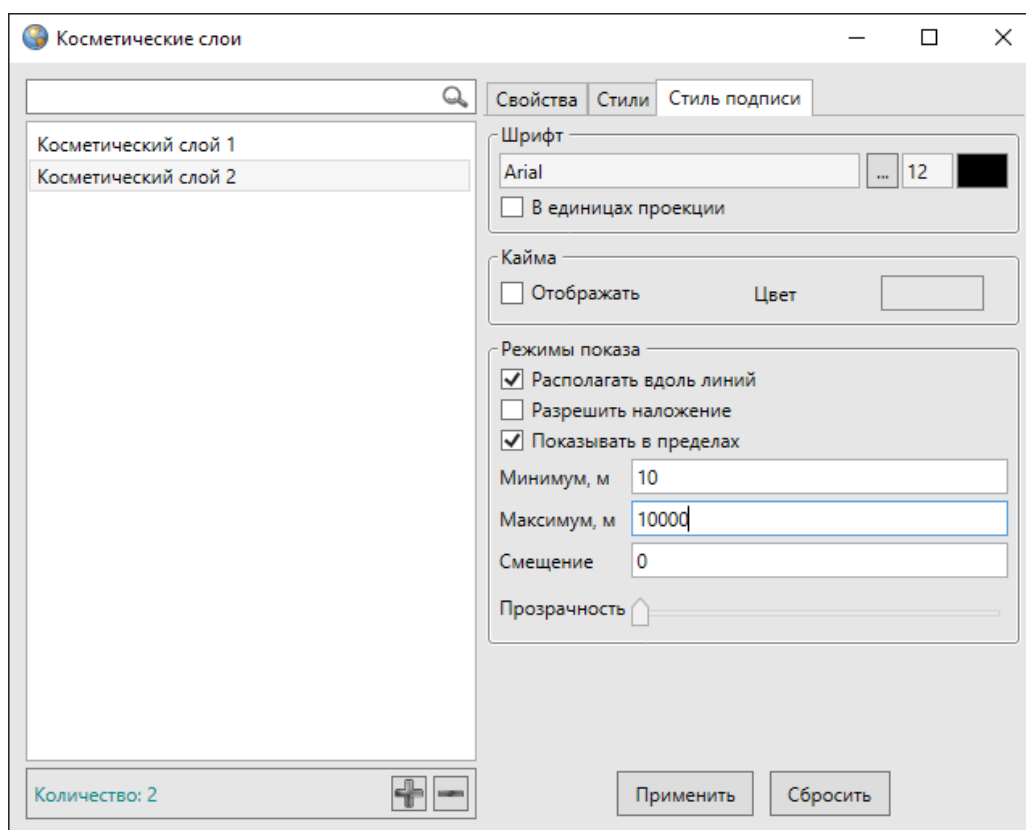 Косметические слои
Косметический слой 1
Косметический слой 2
Количество: 2
Свойства Стили Стиль подписи
Шрифт
Arial ... 12
В единицах проекции
Кайма
Отображать Цвет
Режимы показа
Располагать вдоль линий
Разрешить наложение
Показывать в пределах
Минимум, м 10
Максимум, м 10000
Смещение 0
Прозрачность
Применить Сбросить